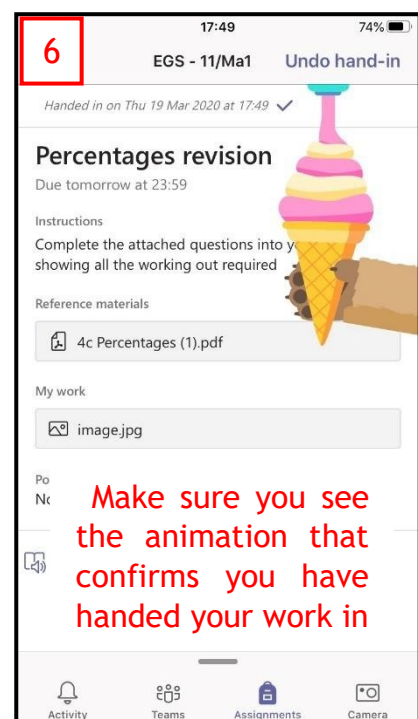 17:49
74%
6
EGS - 11/Ma1
Undo hand-in
Handed in on Thu 19 Mar 2020 at 17:49
Percentages revision
Due tomorrow at 23:59
Instructions
Complete the attached questions into
showing all the working out required
Reference materials
4c Percentages (1).pdf
My work
image.jpg
Make sure you see
the animation that
confirms you have
handed your work in
Activity
Teams
Assignments
Camera